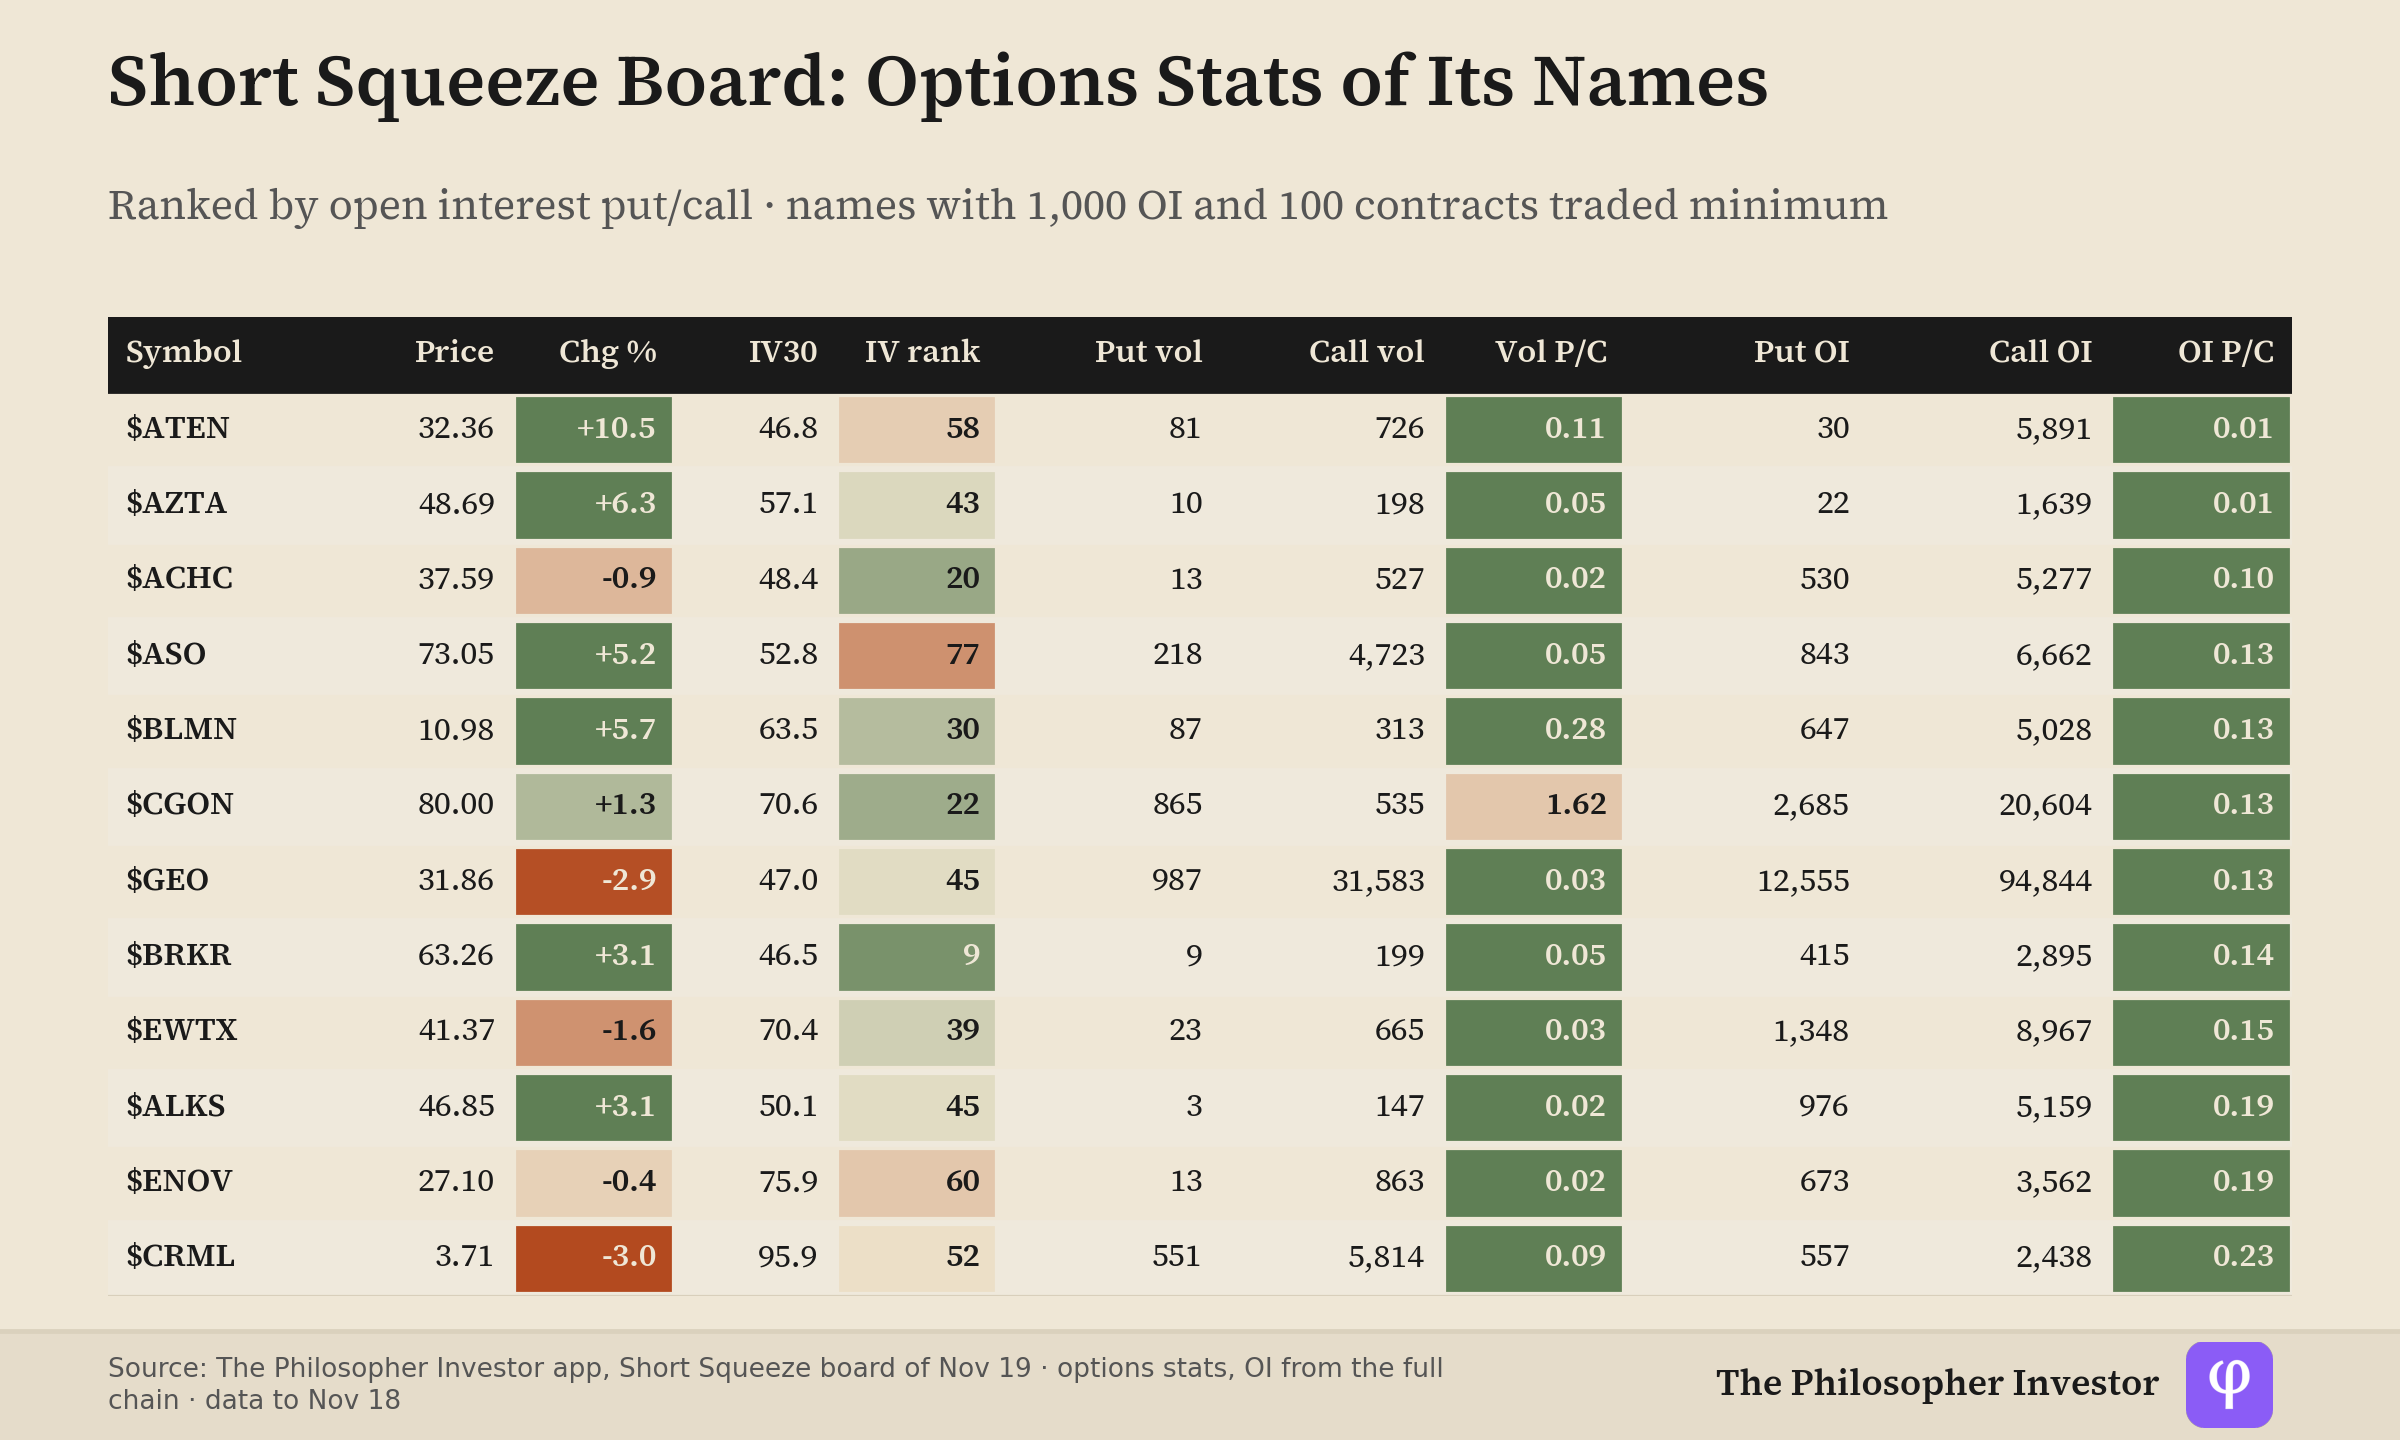 Short Squeeze Board: Options Stats of Its Names
Ranked by open interest put/call · names with 1,000 OI and 100 contracts traded minimum
Symbol Price Chg % IV30 IV rank Put vol Call vol Vol P/C Put OI Call OI OI P/C
$ATEN 32.36 +10.5 46.8 58 81 726 0.11 30 5,891 0.01
$AZTA 48.69 +6.3 57.1 43 10 198 0.05 22 1,639 0.01
$ACHC 37.59 -0.9 48.4 20 13 527 0.02 530 5,277 0.10
$ASO 73.05 +5.2 52.8 77 218 4,723 0.05 843 6,662 0.13
$BLMN 10.98 +5.7 63.5 30 87 313 0.28 647 5,028 0.13
$CGON 80.00 +1.3 70.6 22 865 535 1.62 2,685 20,604 0.13
$GEO 31.86 -2.9 47.0 45 987 31,583 0.03 12,555 94,844 0.13
$BRKR 63.26 +3.1 46.5 9 9 199 0.05 415 2,895 0.14
$EWTX 41.37 -1.6 70.4 39 23 665 0.03 1,348 8,967 0.15
$ALKS 46.85 +3.1 50.1 45 3 147 0.02 976 5,159 0.19
$ENOV 27.10 -0.4 75.9 60 13 863 0.02 673 3,562 0.19
$CRML 3.71 -3.0 95.9 52 551 5,814 0.09 557 2,438 0.23
Source: The Philosopher Investor app, Short Squeeze board of Nov 19 · options stats, OI from the full
chain · data to Nov 18
The Philosopher Investor φ